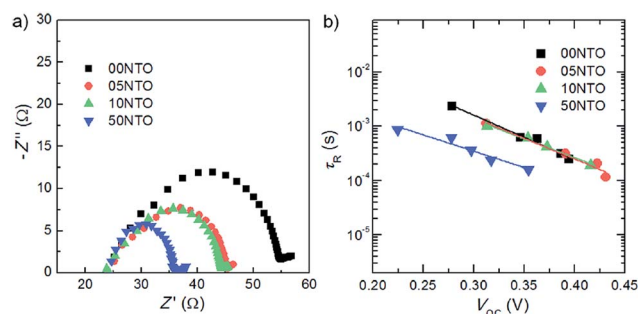 a)
30
25
20
15
10
5
0
-Z'' (Ω)
00NTO
05NTO
10NTO
50NTO
20
30
40
50
60
Z' (Ω)
b)
10⁻²
10⁻³
10⁻⁴
10⁻⁵
τR (s)
00NTO
05NTO
10NTO
50NTO
0.20
0.25
0.30
0.35
0.40
0.45
VOC (V)